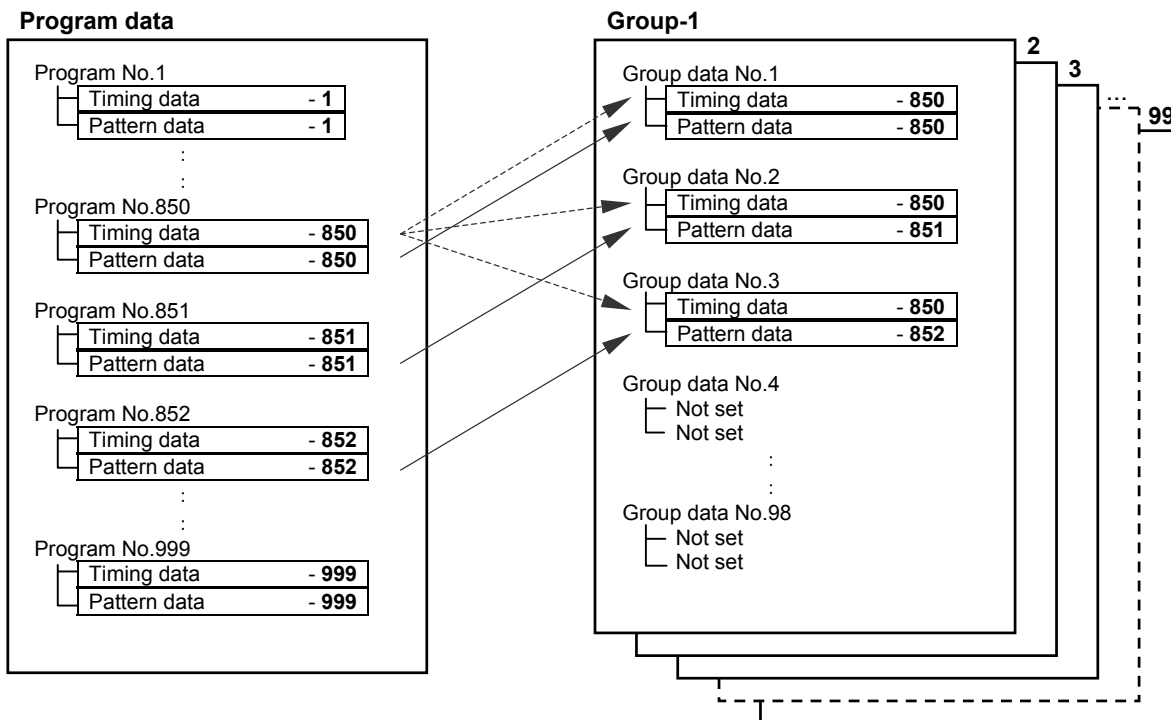 Program data
Program No.1
Timing data - 1
Pattern data - 1
:
:
Program No.850
Timing data - 850
Pattern data - 850
Program No.851
Timing data - 851
Pattern data - 851
Program No.852
Timing data - 852
Pattern data - 852
:
:
Program No.999
Timing data - 999
Pattern data - 999
Group-1
2
3
...
99
Group data No.1
Timing data - 850
Pattern data - 850
Group data No.2
Timing data - 850
Pattern data - 851
Group data No.3
Timing data - 850
Pattern data - 852
Group data No.4
Not set
Not set
:
:
Group data No.98
Not set
Not set